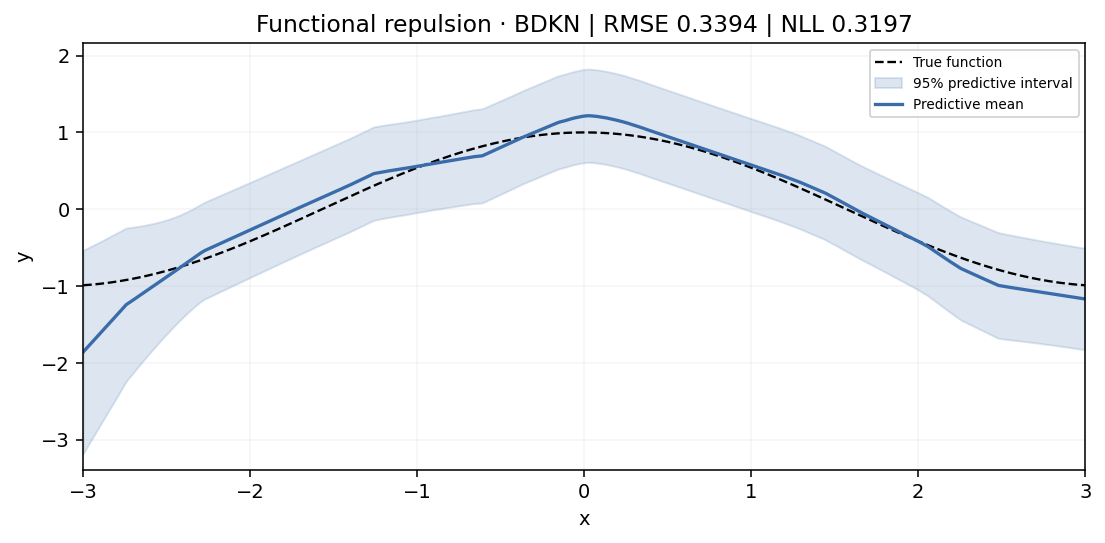 Functional repulsion · BDKN | RMSE 0.3394 | NLL 0.3197
True function
95% predictive interval
Predictive mean
y
2
1
0
−1
−2
−3
−3
−2
−1
0
1
2
3
x